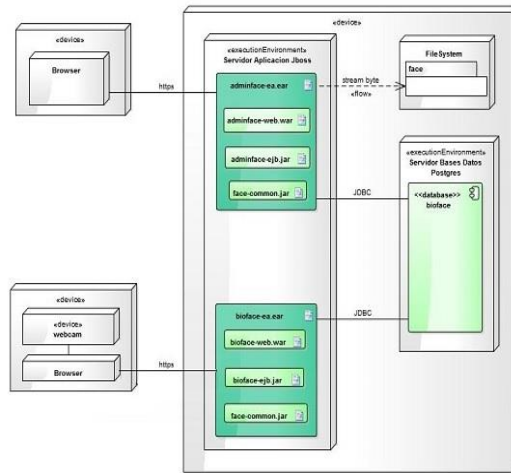 «device»
Browser
https
«device»
«executionEnvironment»
Servidor Aplicacion Jboss
adminface-ea.ear
adminface-web.war
adminface-ejb.jar
face-common.jar
stream byte
«flow»
FileSystem
face
JDBC
«executionEnvironment»
Servidor Bases Datos
Postgres
<<database>>
bioface
«device»
«device»
webcam
Browser
https
bioface-ea.ear
bioface-web.war
bioface-ejb.jar
face-common.jar
JDBC